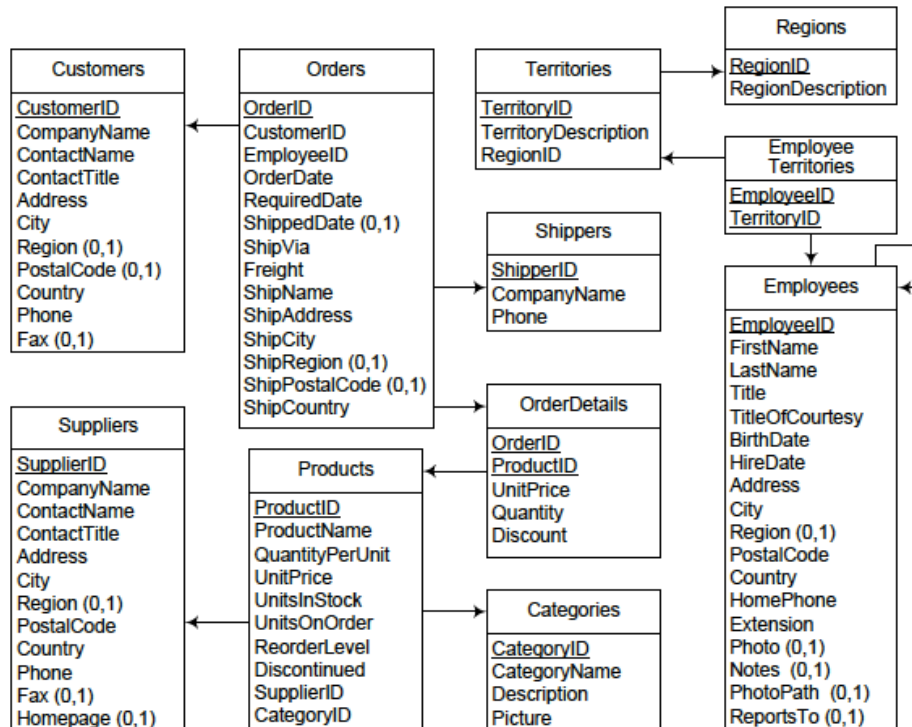 Customers
CustomerID
CompanyName
ContactName
ContactTitle
Address
City
Region (0,1)
PostalCode (0,1)
Country
Phone
Fax (0,1)
Orders
OrderID
CustomerID
EmployeeID
OrderDate
RequiredDate
ShippedDate (0,1)
ShipVia
Freight
ShipName
ShipAddress
ShipCity
ShipRegion (0,1)
ShipPostalCode (0,1)
ShipCountry
Territories
TerritoryID
TerritoryDescription
RegionID
Regions
RegionID
RegionDescription
Employee
Territories
EmployeeID
TerritoryID
Shippers
ShipperID
CompanyName
Phone
Employees
EmployeeID
FirstName
LastName
Title
TitleOfCourtesy
BirthDate
HireDate
Address
City
Region (0,1)
PostalCode
Country
HomePhone
Extension
Photo (0,1)
Notes (0,1)
PhotoPath (0,1)
ReportsTo (0,1)
Suppliers
SupplierID
CompanyName
ContactName
ContactTitle
Address
City
Region (0,1)
PostalCode
Country
Phone
Fax (0,1)
Homepage (0,1)
Products
ProductID
ProductName
QuantityPerUnit
UnitPrice
UnitsInStock
UnitsOnOrder
ReorderLevel
Discontinued
SupplierID
CategoryID
OrderDetails
OrderID
ProductID
UnitPrice
Quantity
Discount
Categories
CategoryID
CategoryName
Description
Picture